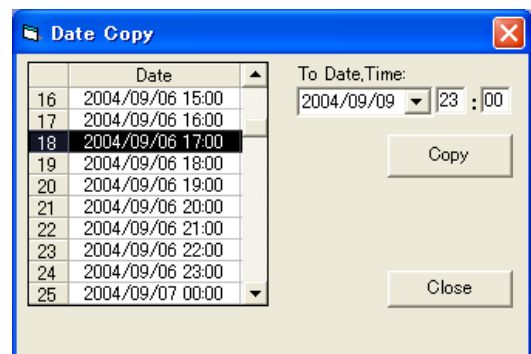 Date Copy
Date
To Date,Time:
16 2004/09/06 15:00
2004/09/09 23 : 00
17 2004/09/06 16:00
18 2004/09/06 17:00
Copy
19 2004/09/06 18:00
20 2004/09/06 19:00
21 2004/09/06 20:00
22 2004/09/06 21:00
23 2004/09/06 22:00
24 2004/09/06 23:00
25 2004/09/07 00:00
Close